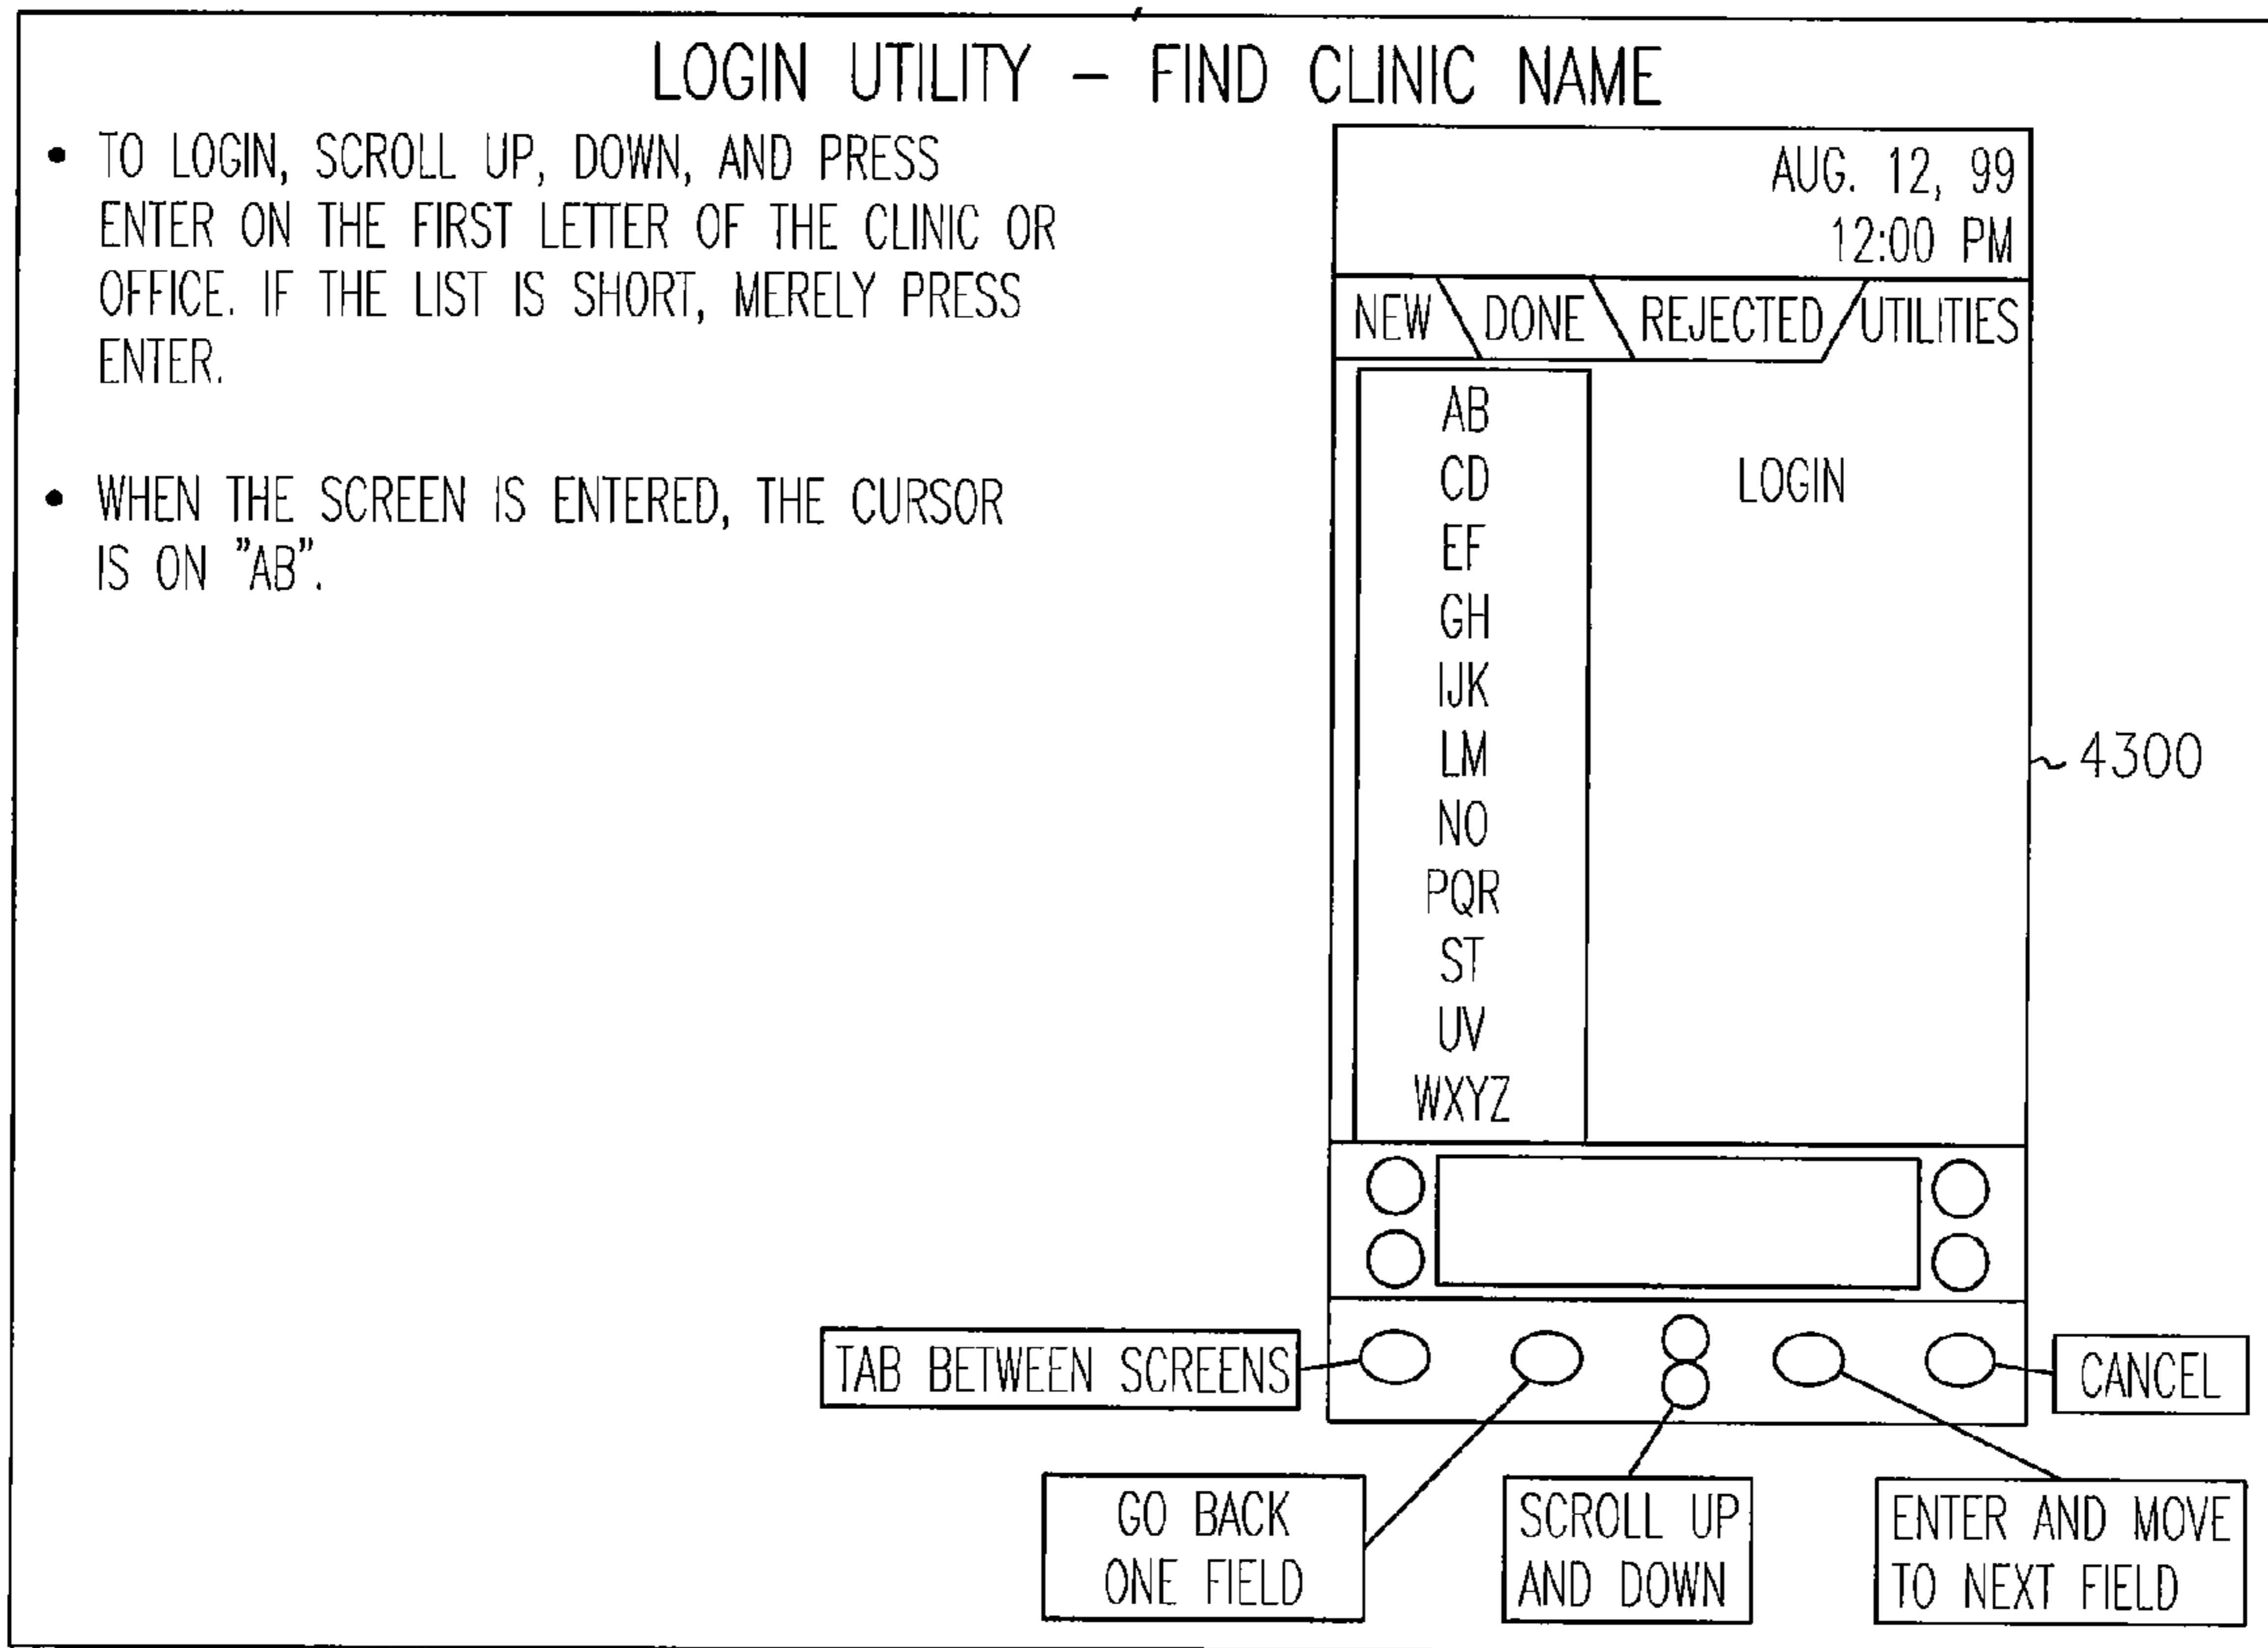 LOGIN UTILITY – FIND CLINIC NAME
• TO LOGIN, SCROLL UP, DOWN, AND PRESS
ENTER ON THE FIRST LETTER OF THE CLINIC OR
OFFICE. IF THE LIST IS SHORT, MERELY PRESS
ENTER.
• WHEN THE SCREEN IS ENTERED, THE CURSOR
IS ON "AB".
AUG. 12, 99
12:00 PM
NEW DONE REJECTED UTILITIES
AB
CD
EF
GH
IJK
LM
NO
PQR
ST
UV
WXYZ
LOGIN
4300
TAB BETWEEN SCREENS
CANCEL
GO BACK
ONE FIELD
SCROLL UP
AND DOWN
ENTER AND MOVE
TO NEXT FIELD